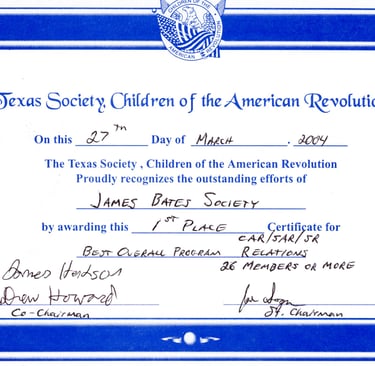 CHILDREN OF THE
AMERICAN REVOLUTION
Texas Society, Children of the American Revolutio
On this 27TH Day of MARCH , 2004
The Texas Society , Children of the American Revolution
Proudly recognizes the outstanding efforts of
JAMES BATES SOCIETY
by awarding this 1ST PLACE Certificate for
CAR/SAR/SR
BEST OVERALL PROGRAM RELATIONS
26 MEMBERS OR MORE
Drew Howard
CO-CHAIRMAN
Sr. Chairman